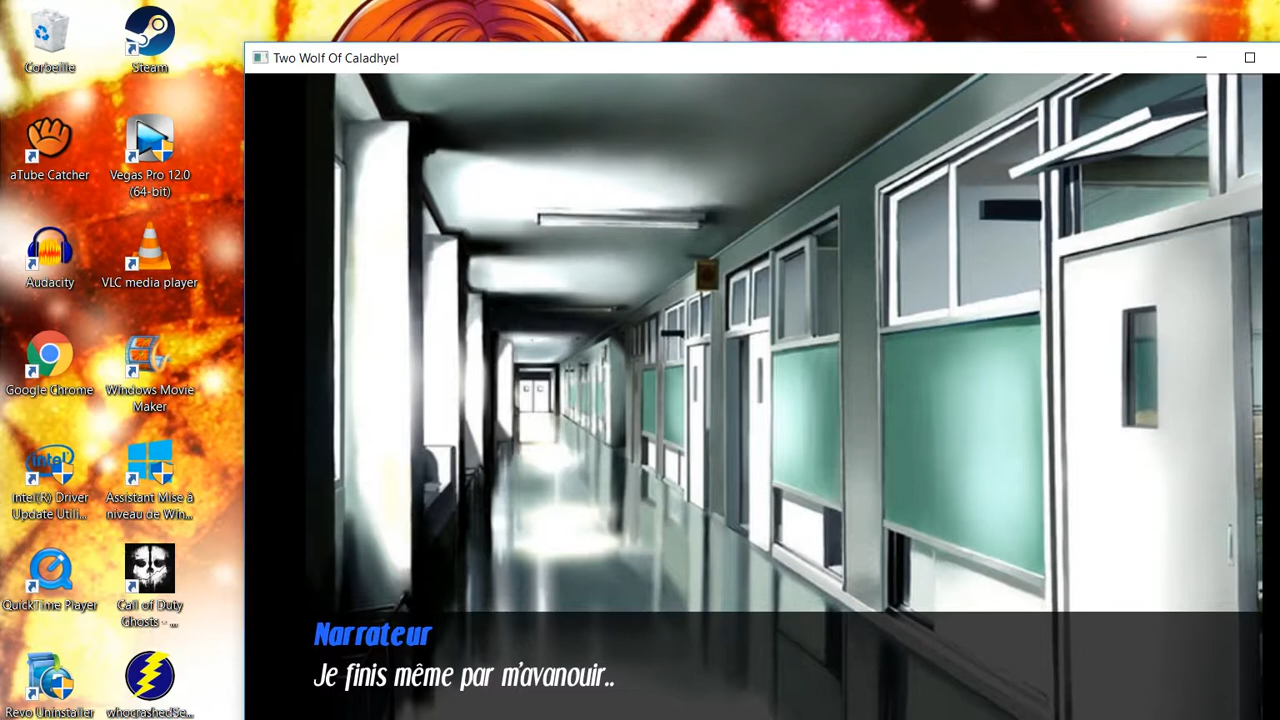 Corbeille
Steam
aTube Catcher
Vegas Pro 12.0
(64-bit)
Audacity
VLC media player
Google Chrome
Windows Movie
Maker
Intel(R) Driver
Update Utili...
Assistant Mise à
niveau de Win...
QuickTime Player
Call of Duty
Ghosts - ...
Revo Uninstaller
whocrashedSe...
intel
Two Wolf Of Caladhyel
Narrateur
Je finis même par m'avanouir..